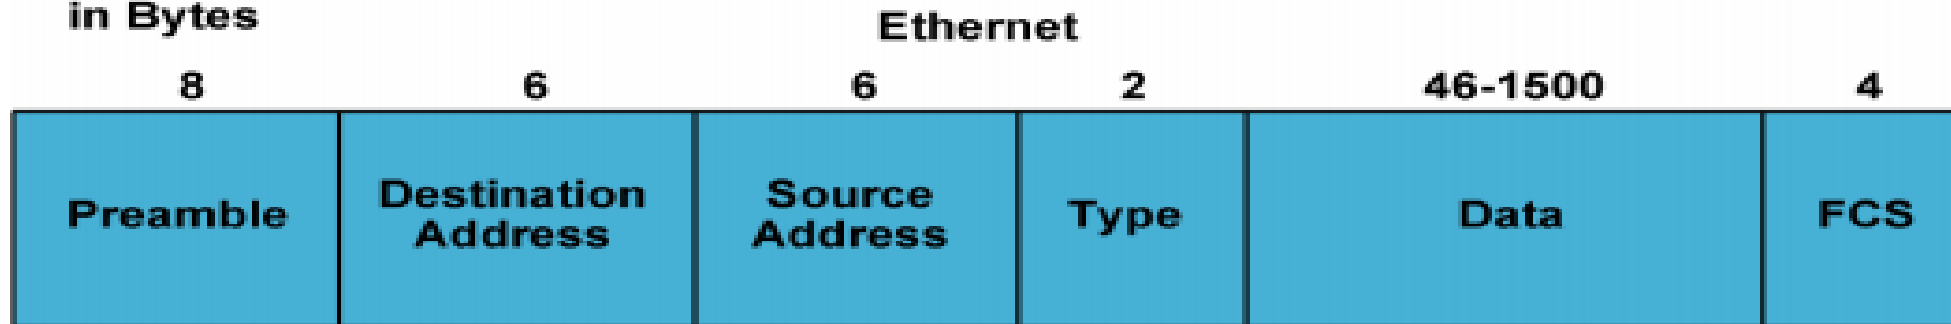 in Bytes
Ethernet
8 6 6 2 46-1500 4
Preamble Destination Address Source Address Type Data FCS